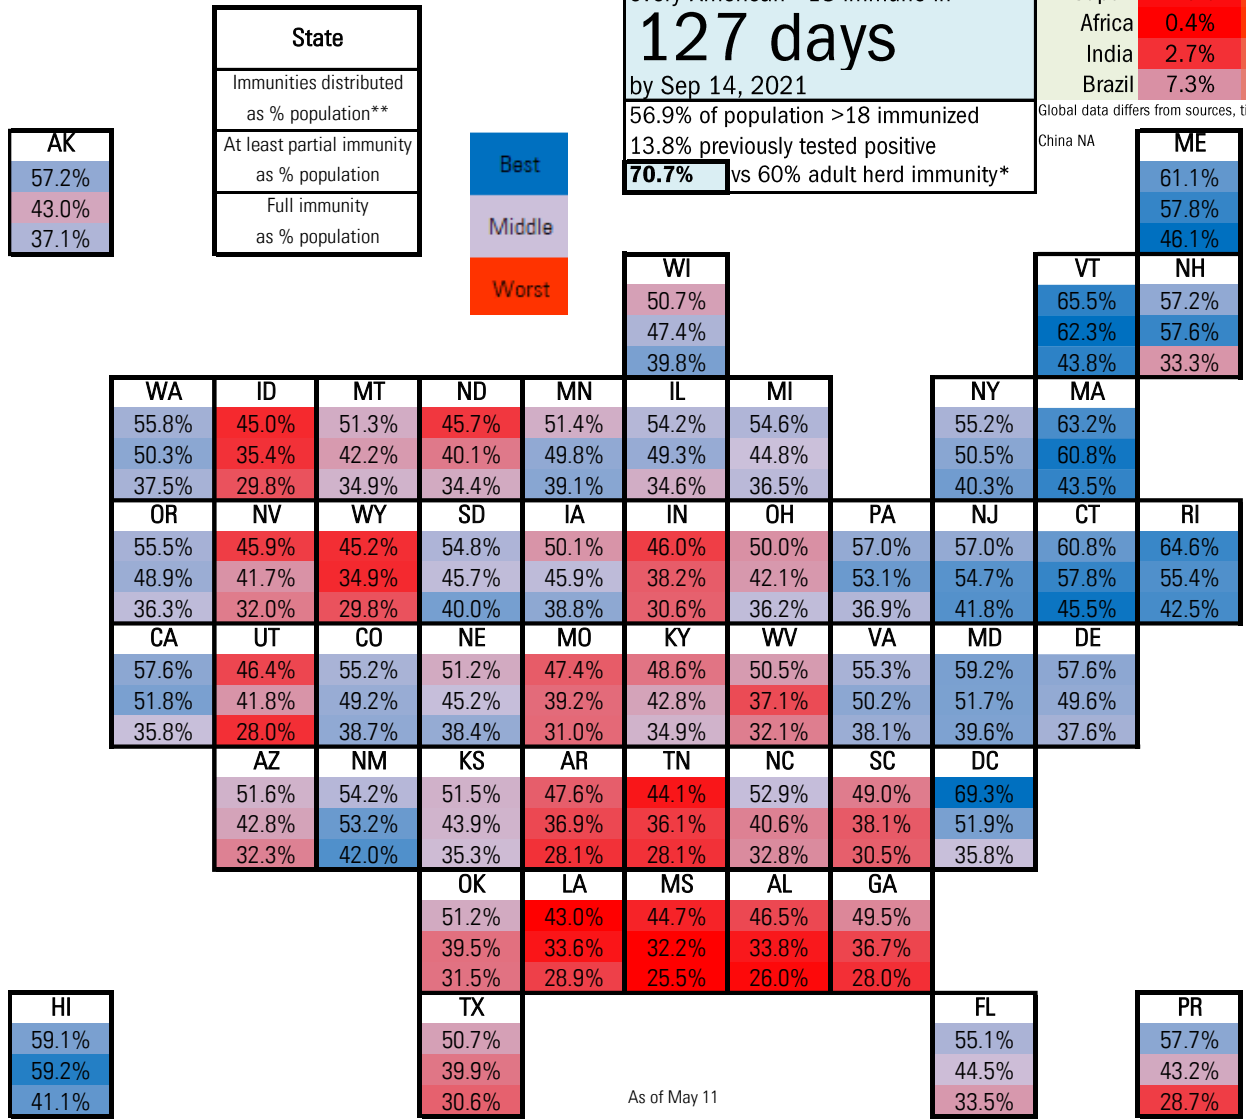 127 days
by Sep 14, 2021
56.9% of population >18 immunized
13.8% previously tested positive
70.7% vs 60% adult herd immunity*
Africa 0.4%
India 2.7%
Brazil 7.3%
Global data differs from sources,
China NA
State
Immunities distributed
as % population**
At least partial immunity
as % population
Full immunity
as % population
Best
Middle
Worst
AK
57.2%
43.0%
37.1%
ME
61.1%
57.8%
46.1%
WI VT NH
50.7% 65.5% 57.2%
47.4% 62.3% 57.6%
39.8% 43.8% 33.3%
WA ID MT ND MN IL MI NY MA
55.8% 45.0% 51.3% 45.7% 51.4% 54.2% 54.6% 55.2% 63.2%
50.3% 35.4% 42.2% 40.1% 49.8% 49.3% 44.8% 50.5% 60.8%
37.5% 29.8% 34.9% 34.4% 39.1% 34.6% 36.5% 40.3% 43.5%
OR NV WY SD IA IN OH PA NJ CT RI
55.5% 45.9% 45.2% 54.8% 50.1% 46.0% 50.0% 57.0% 57.0% 60.8% 64.6%
48.9% 41.7% 34.9% 45.7% 45.9% 38.2% 42.1% 53.1% 54.7% 57.8% 55.4%
36.3% 32.0% 29.8% 40.0% 38.8% 30.6% 36.2% 36.9% 41.8% 45.5% 42.5%
CA UT CO NE MO KY WV VA MD DE
57.6% 46.4% 55.2% 51.2% 47.4% 48.6% 50.5% 55.3% 59.2% 57.6%
51.8% 41.8% 49.2% 45.2% 39.2% 42.8% 37.1% 50.2% 51.7% 49.6%
35.8% 28.0% 38.7% 38.4% 31.0% 34.9% 32.1% 38.1% 39.6% 37.6%
AZ NM KS AR TN NC SC DC
51.6% 54.2% 51.5% 47.6% 44.1% 52.9% 49.0% 69.3%
42.8% 53.2% 43.9% 36.9% 36.1% 40.6% 38.1% 51.9%
32.3% 42.0% 35.3% 28.1% 28.1% 32.8% 30.5% 35.8%
OK LA MS AL GA
51.2% 43.0% 44.7% 46.5% 49.5%
39.5% 33.6% 32.2% 33.8% 36.7%
31.5% 28.9% 25.5% 26.0% 28.0%
HI TX FL PR
59.1% 50.7% 55.1% 57.7%
59.2% 39.9% 44.5% 43.2%
41.1% 30.6% 33.5% 28.7%
As of May 11